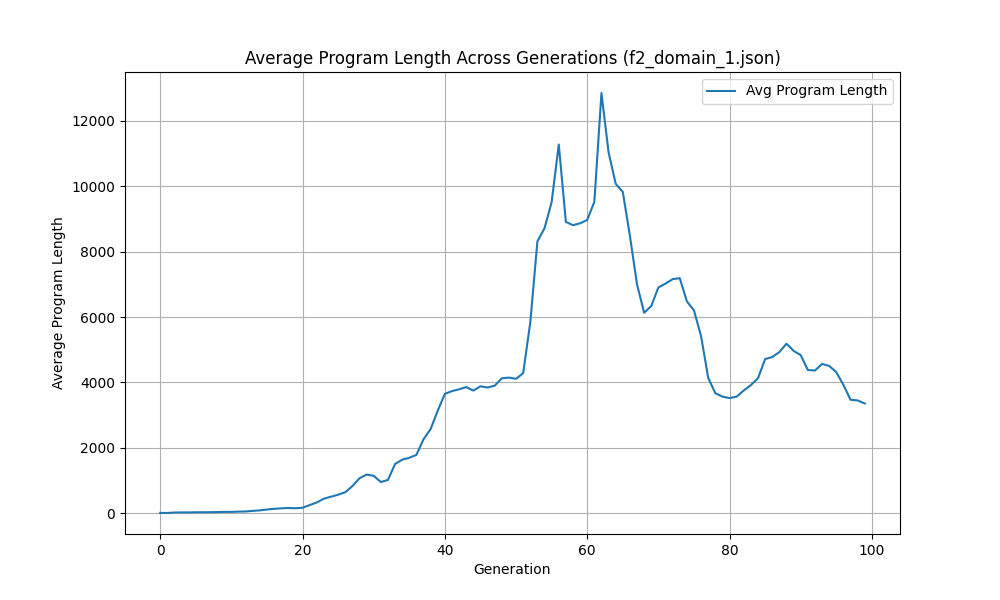 Average Program Length Across Generations (f2_domain_1.json)
Avg Program Length
12000
10000
8000
6000
4000
2000
0
Average Program Length
0 20 40 60 80 100
Generation